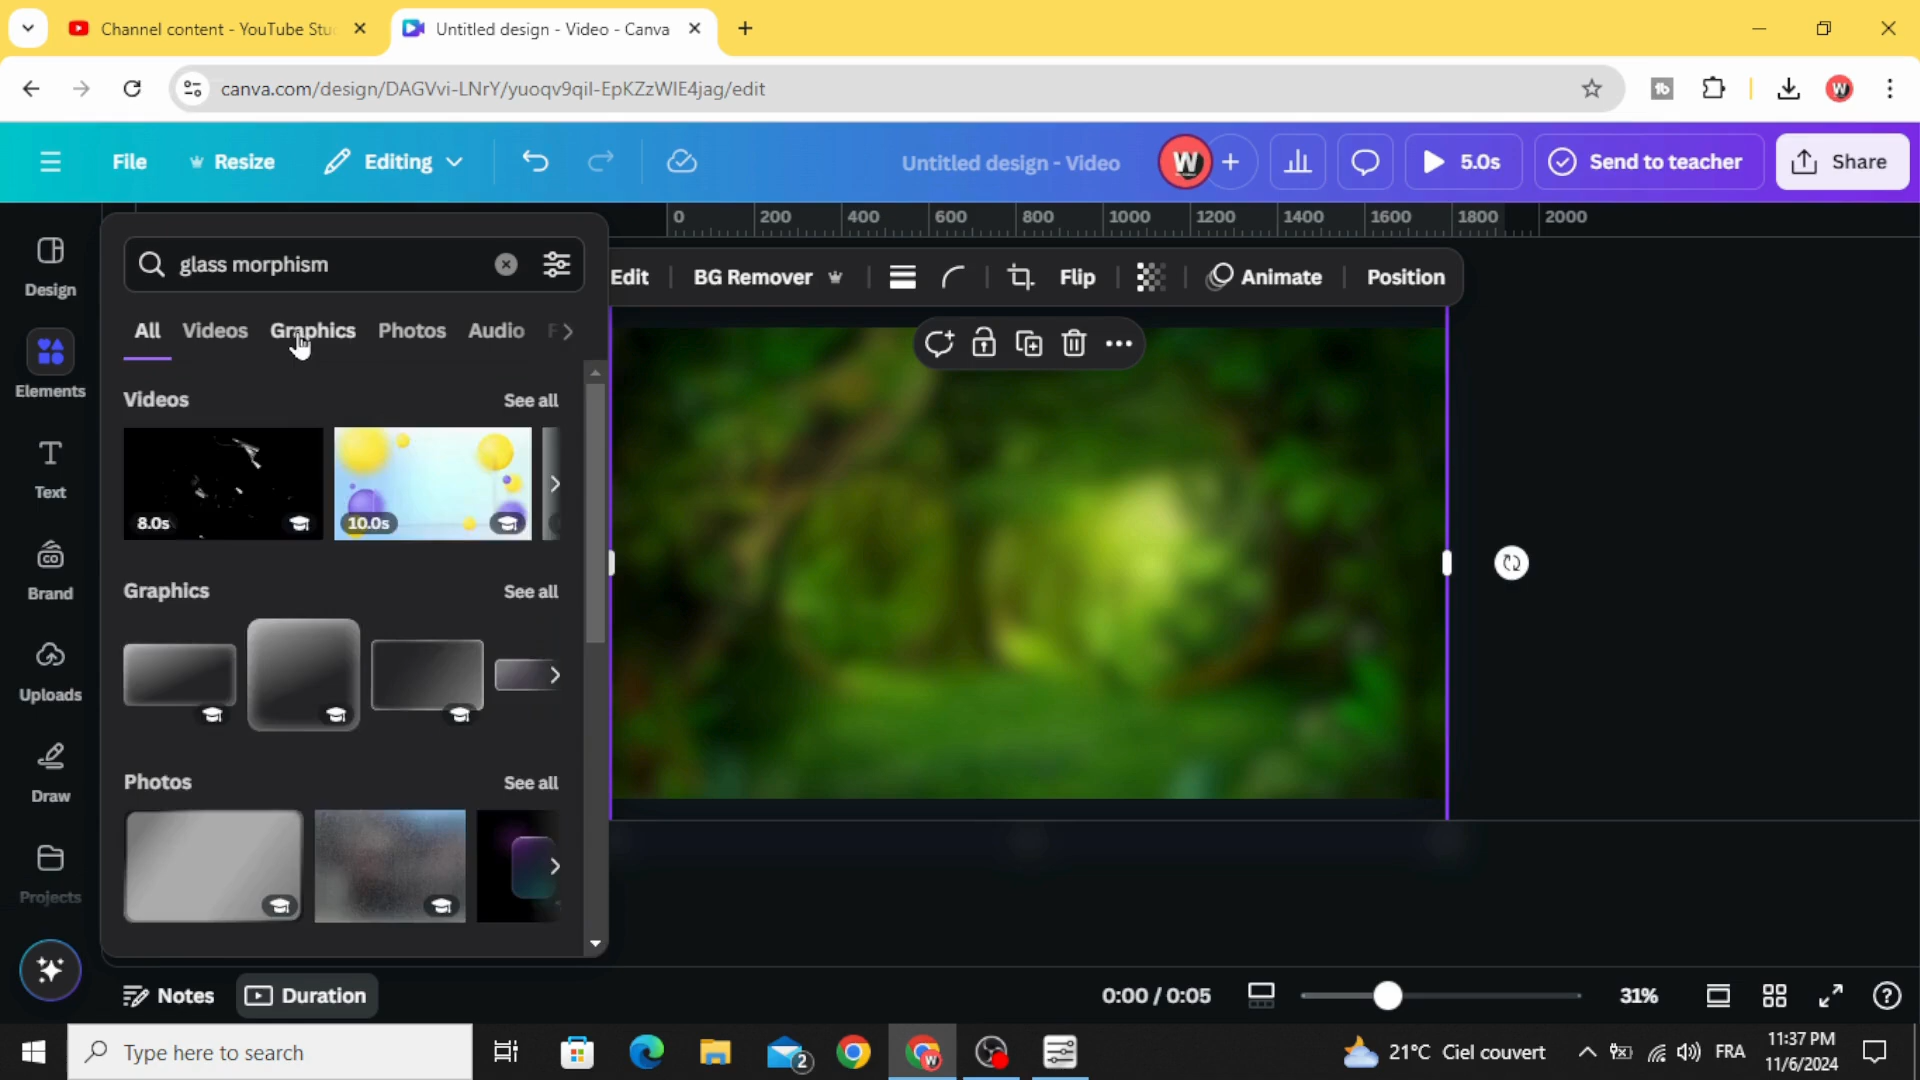 Channel content - YouTube Stu
Untitled design - Video - Canva
canva.com/design/DAGVvi-LNrY/yuoqv9qiI-EpKZzWIE4jag/edit
File
Resize
Editing
Untitled design - Video
W
5.0s
Send to teacher
Share
0 200 400 600 800 1000 1200 1400 1600 1800 2000
Design
Elements
Text
Brand
Uploads
Draw
Projects
glass morphism
All Videos Graphics Photos Audio F
Videos See all
8.0s
10.0s
Graphics See all
Photos See all
Edit BG Remover Flip Animate Position
Notes
Duration
0:00 / 0:05
31%
Type here to search
2
21°C Ciel couvert
FRA
11:37 PM
11/6/2024